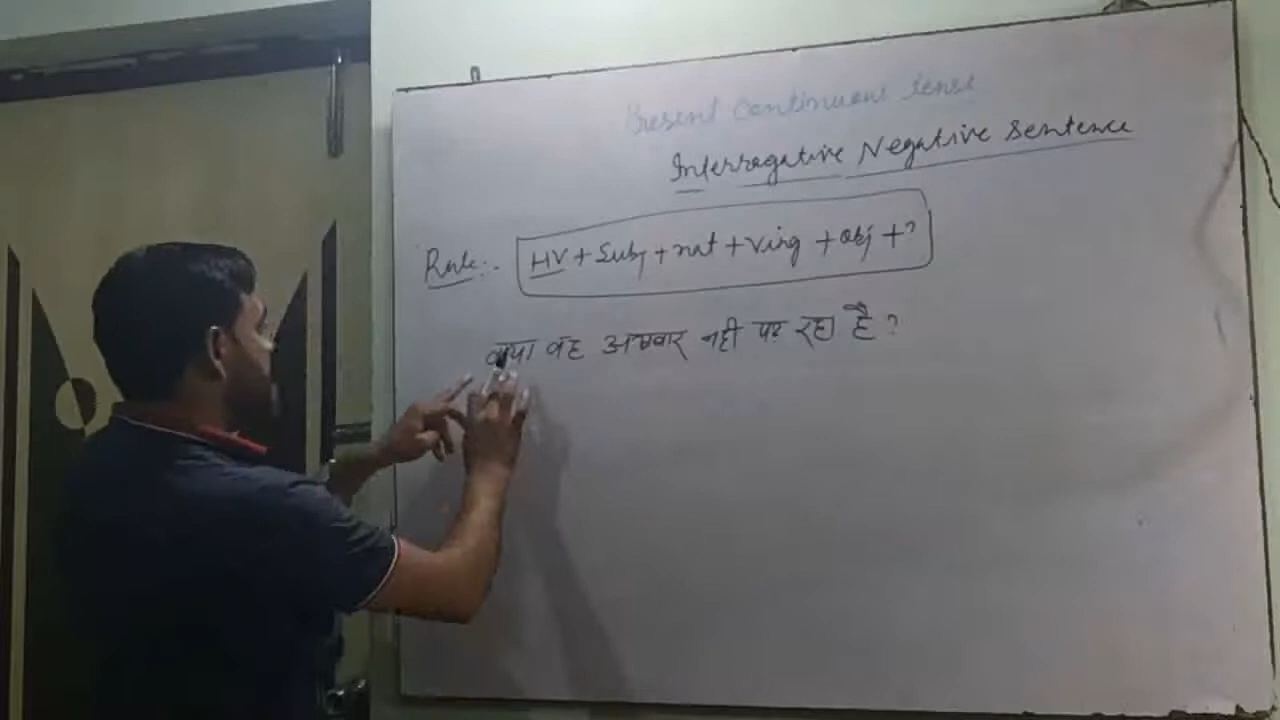 Present Continuous tense
Interrogative Negative Sentence
Rule:- HV + Subj + not + Ving + obj + ?
क्या वह अखबार नही पढ़ रहा है ?